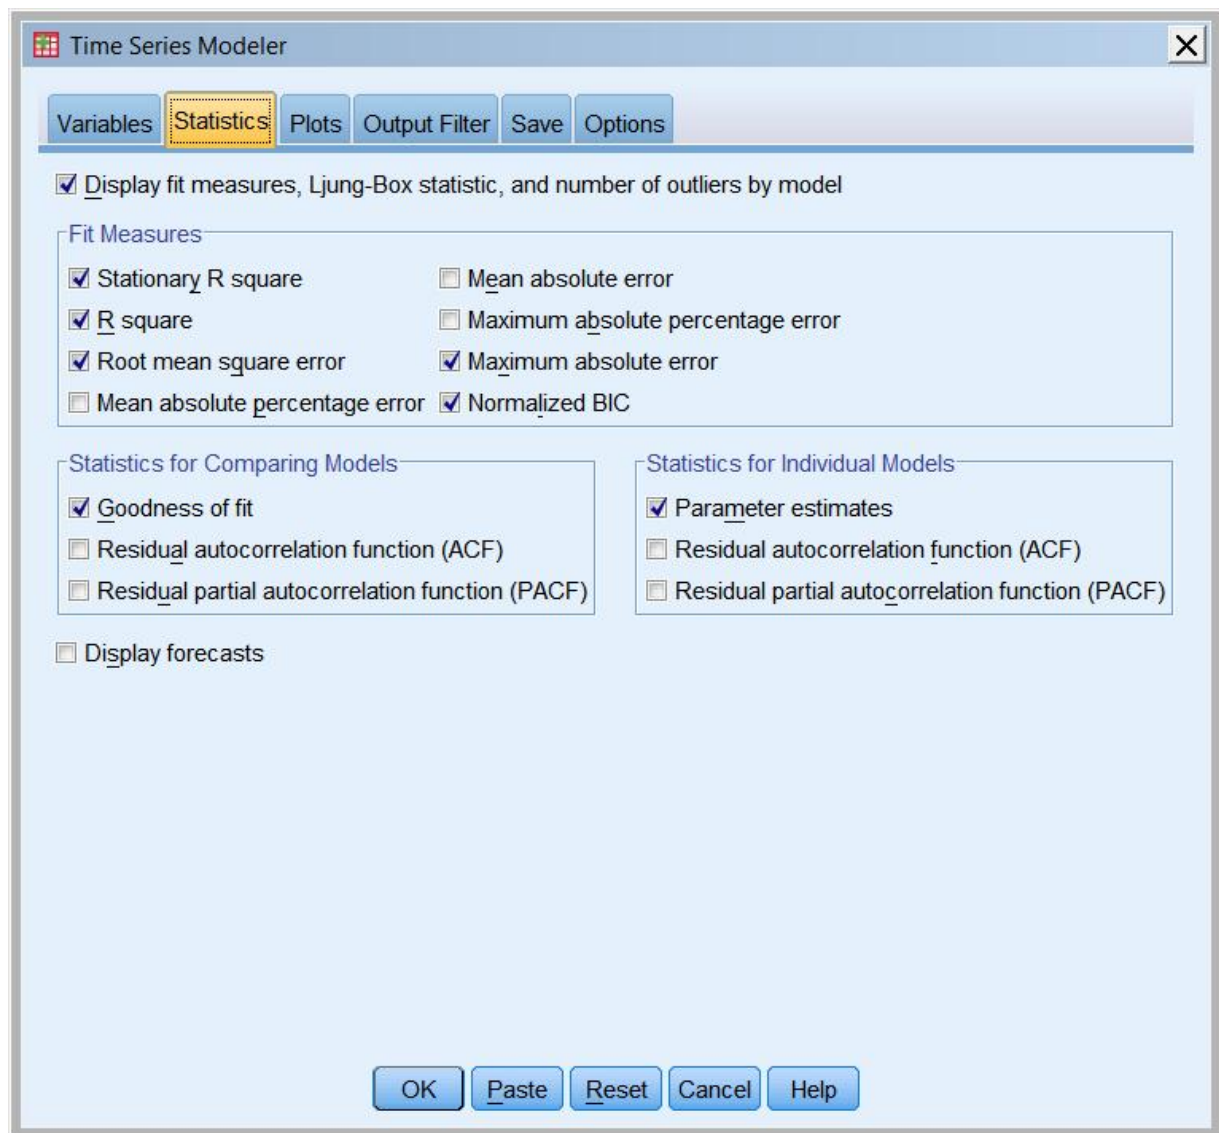 Time Series Modeler
Variables Statistics Plots Output Filter Save Options
Display fit measures, Ljung-Box statistic, and number of outliers by model
Fit Measures
Stationary R square
Mean absolute error
R square
Maximum absolute percentage error
Root mean square error
Maximum absolute error
Mean absolute percentage error
Normalized BIC
Statistics for Comparing Models
Goodness of fit
Residual autocorrelation function (ACF)
Residual partial autocorrelation function (PACF)
Statistics for Individual Models
Parameter estimates
Residual autocorrelation function (ACF)
Residual partial autocorrelation function (PACF)
Display forecasts
OK Paste Reset Cancel Help